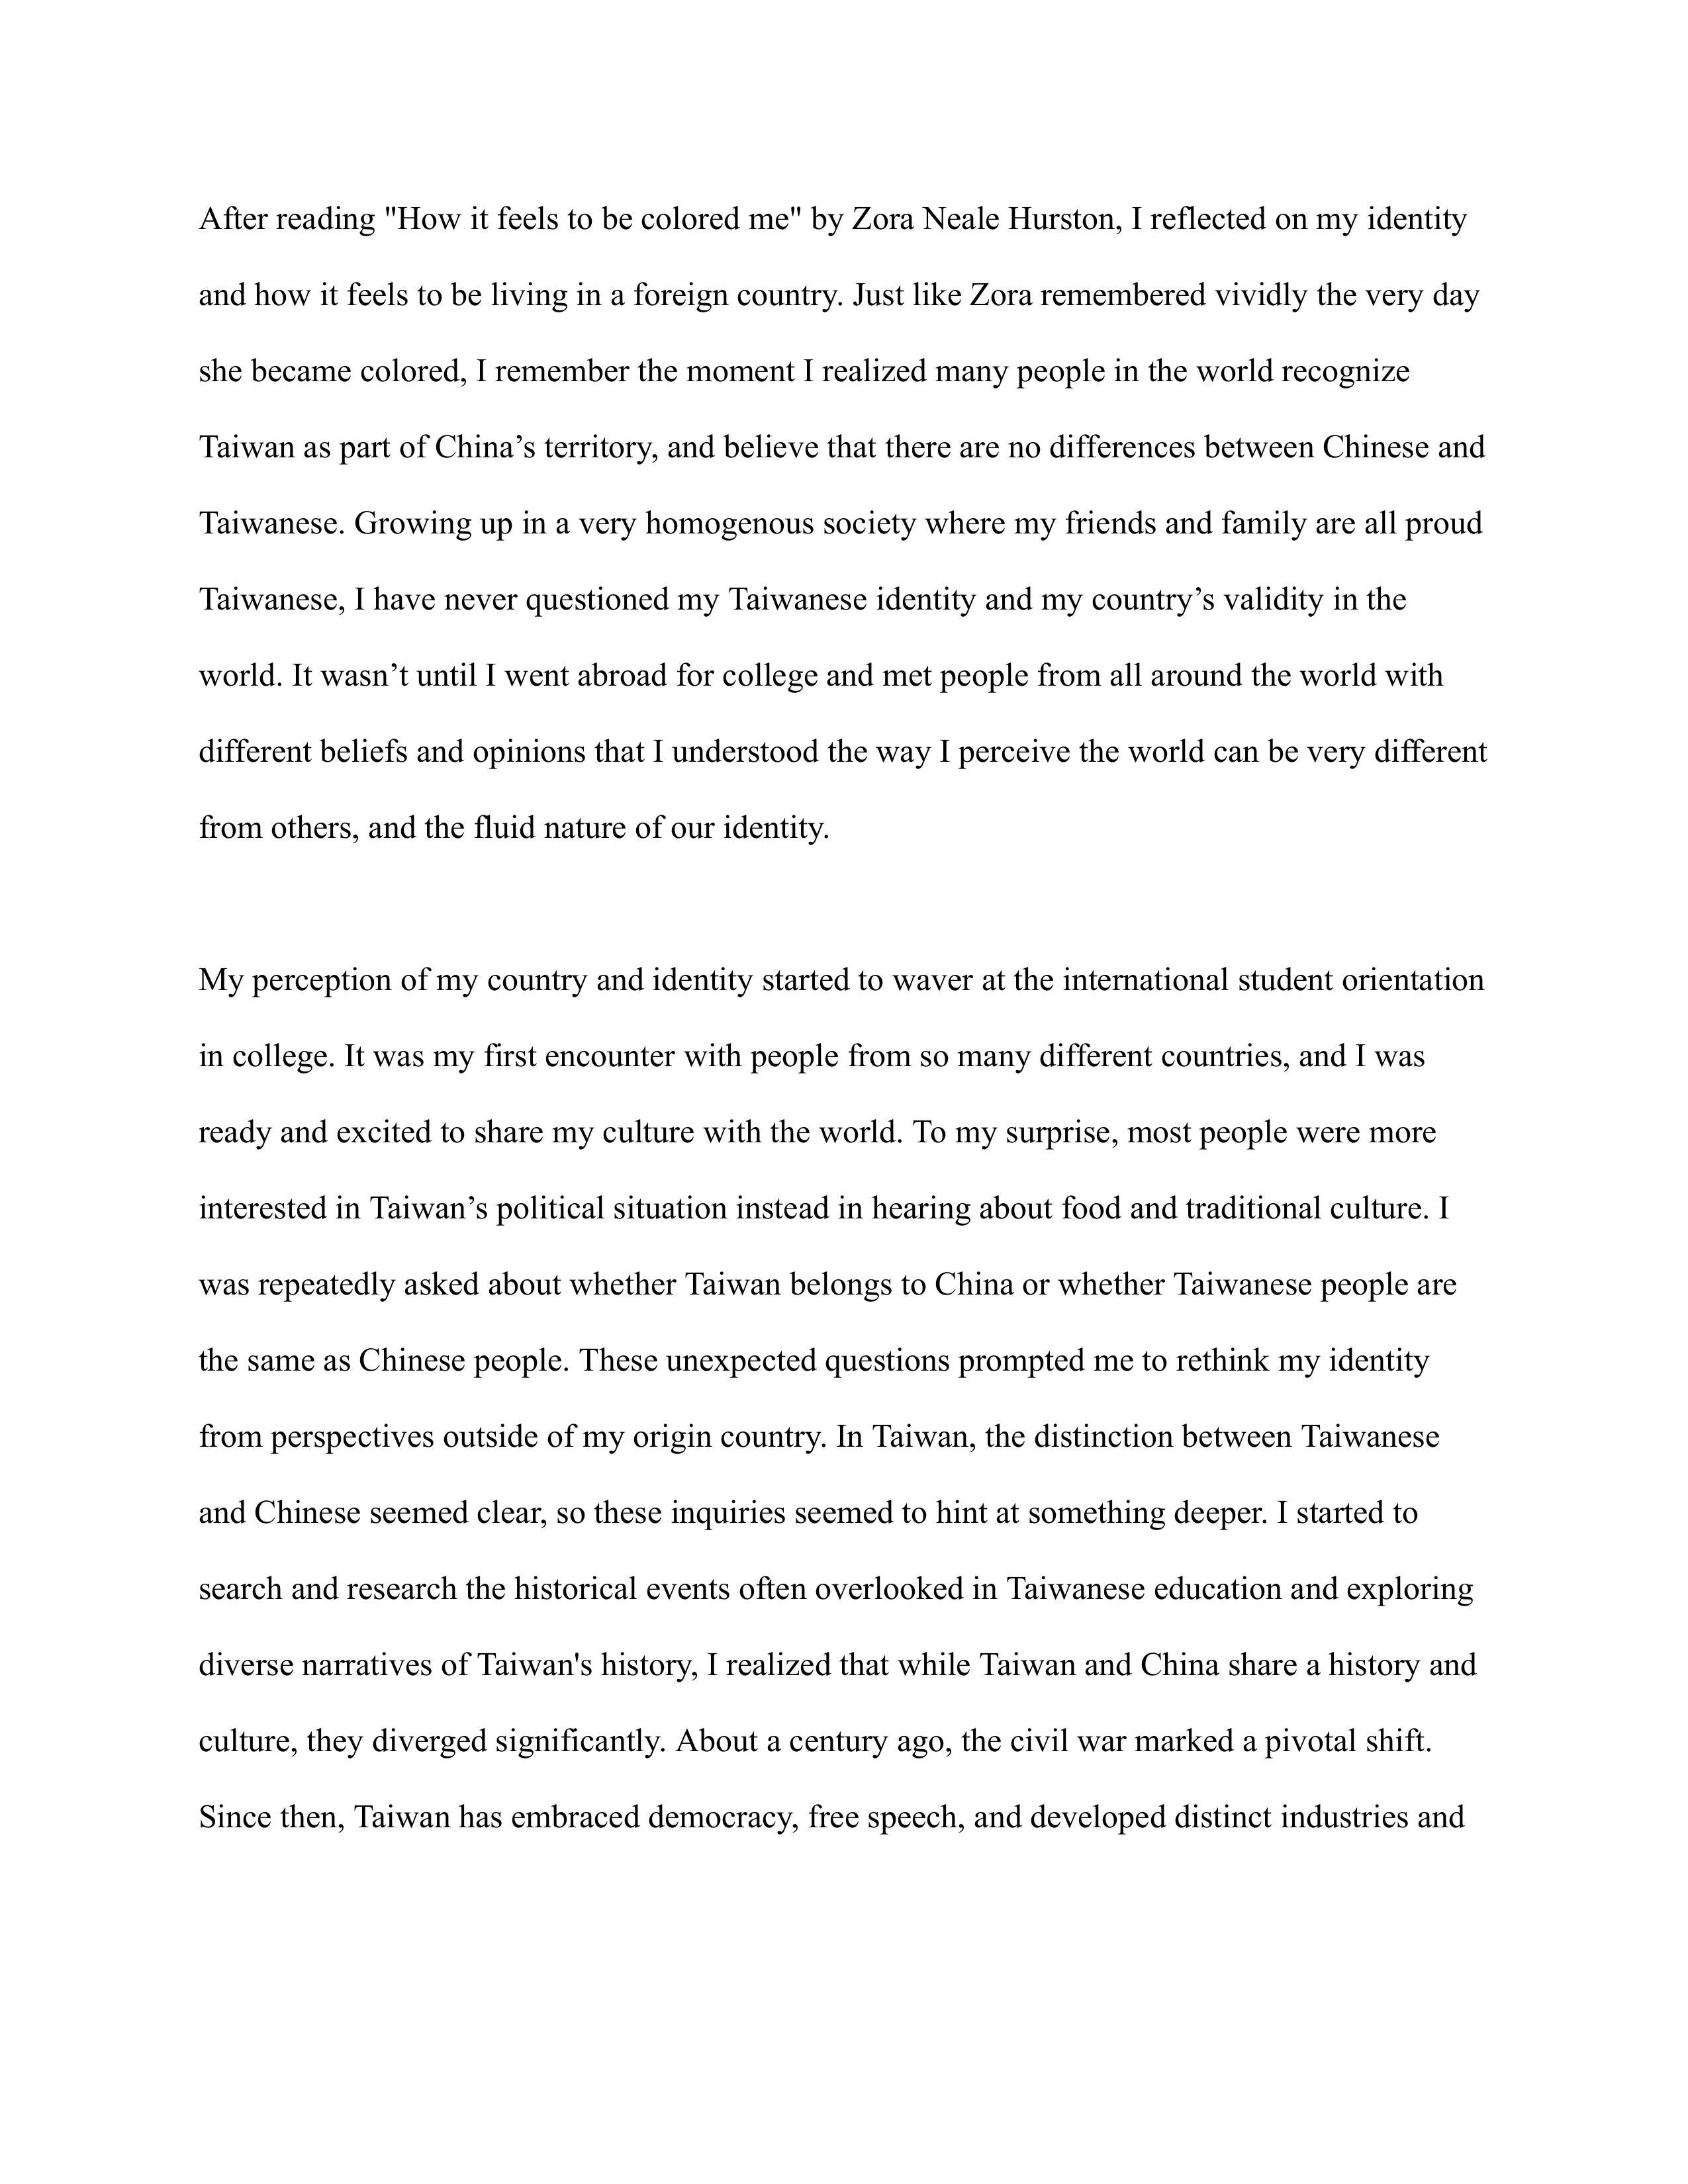 After reading "How it feels to be colored me" by Zora Neale Hurston, I reflected on my identity
and how it feels to be living in a foreign country. Just like Zora remembered vividly the very day
she became colored, I remember the moment I realized many people in the world recognize
Taiwan as part of China’s territory, and believe that there are no differences between Chinese and
Taiwanese. Growing up in a very homogenous society where my friends and family are all proud
Taiwanese, I have never questioned my Taiwanese identity and my country’s validity in the
world. It wasn’t until I went abroad for college and met people from all around the world with
different beliefs and opinions that I understood the way I perceive the world can be very different
from others, and the fluid nature of our identity.
My perception of my country and identity started to waver at the international student orientation
in college. It was my first encounter with people from so many different countries, and I was
ready and excited to share my culture with the world. To my surprise, most people were more
interested in Taiwan’s political situation instead in hearing about food and traditional culture. I
was repeatedly asked about whether Taiwan belongs to China or whether Taiwanese people are
the same as Chinese people. These unexpected questions prompted me to rethink my identity
from perspectives outside of my origin country. In Taiwan, the distinction between Taiwanese
and Chinese seemed clear, so these inquiries seemed to hint at something deeper. I started to
search and research the historical events often overlooked in Taiwanese education and exploring
diverse narratives of Taiwan's history, I realized that while Taiwan and China share a history and
culture, they diverged significantly. About a century ago, the civil war marked a pivotal shift.
Since then, Taiwan has embraced democracy, free speech, and developed distinct industries and